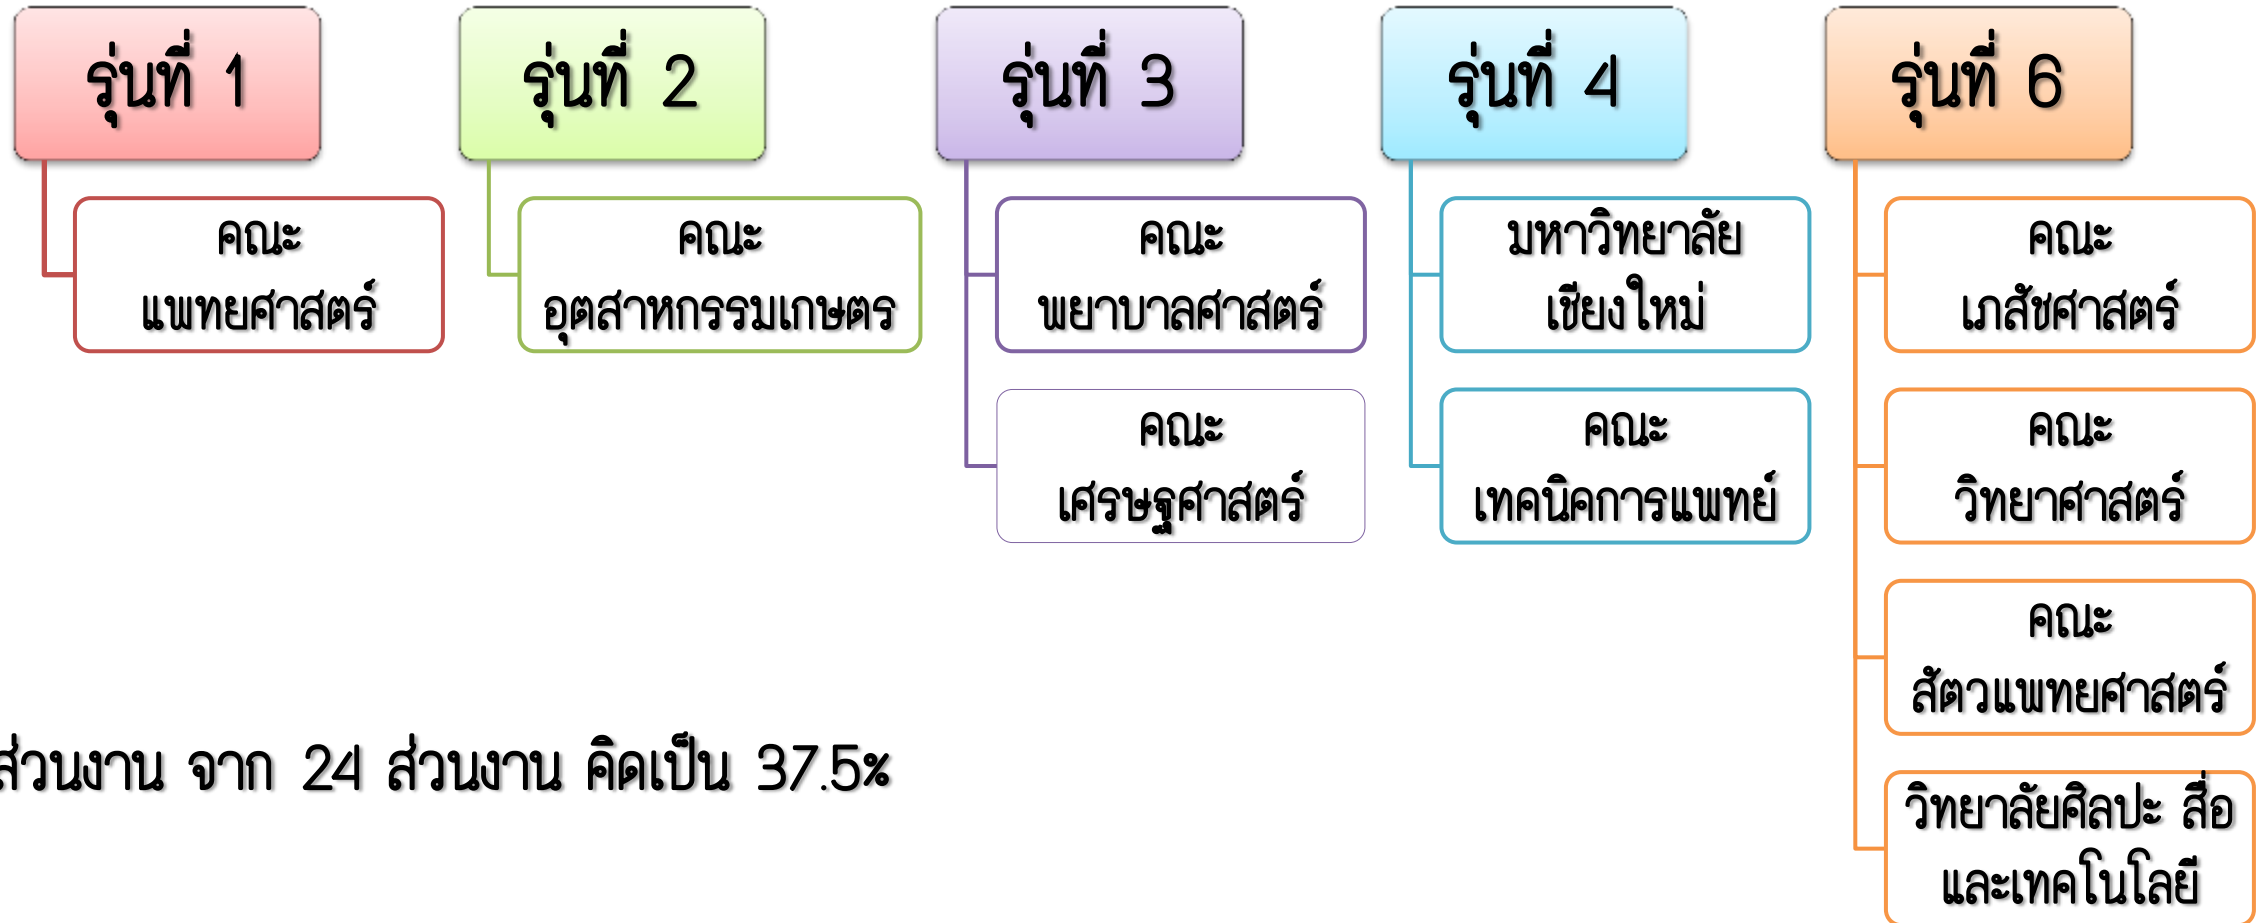 รุ่นที่ 1
คณะ
แพทยศาสตร์
รุ่นที่ 2
คณะ
อุตสาหกรรมเกษตร
รุ่นที่ 3
คณะ
พยาบาลศาสตร์
คณะ
เศรษฐศาสตร์
รุ่นที่ 4
มหาวิทยาลัย
เชียงใหม่
คณะ
เทคนิคการแพทย์
รุ่นที่ 6
คณะ
เภสัชศาสตร์
คณะ
วิทยาศาสตร์
คณะ
สัตวแพทยศาสตร์
วิทยาลัยศิลปะ สื่อ
และเทคโนโลยี
ส่วนงาน จาก 24 ส่วนงาน คิดเป็น 37.5%